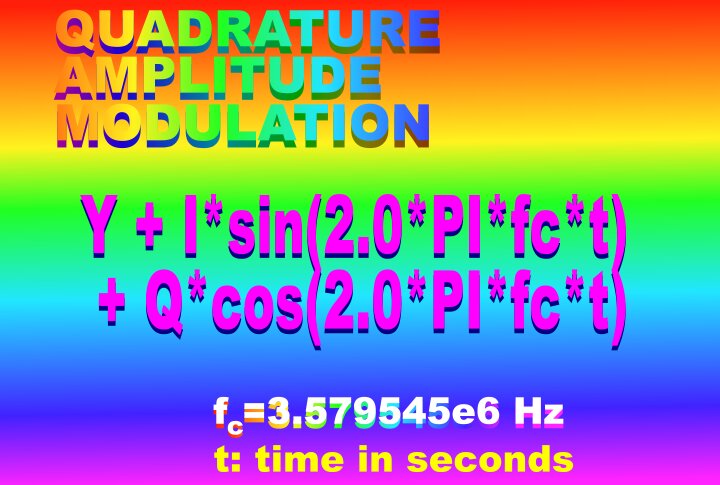 QUADRATURE
AMPLITUDE
MODULATION
Y + I*sin(2.0*PI*fc*t)
+ Q*cos(2.0*PI*fc*t)
fc=3.579545e6 Hz
t: time in seconds